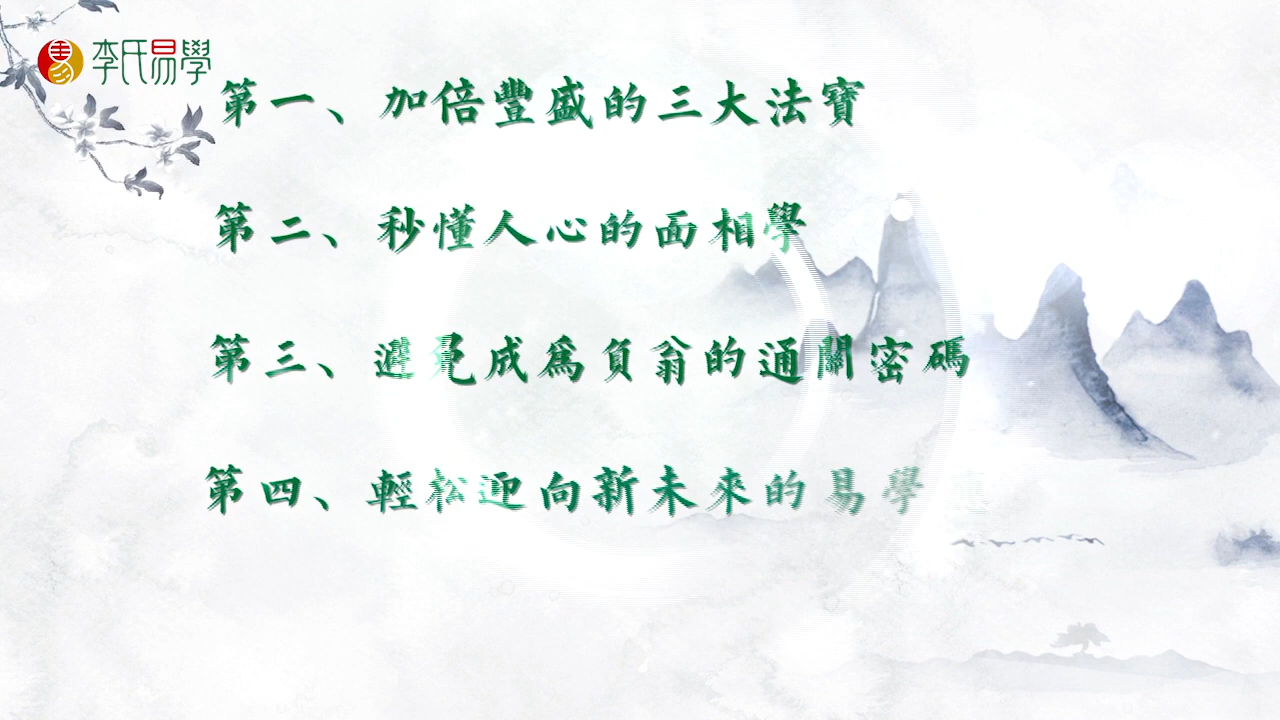 李氏易學
第一、加倍豐盛的三大法寶
第二、秒懂人心的面相學
第三、避免成為負翁的通關密碼
第四、輕松迎向新未來的易學